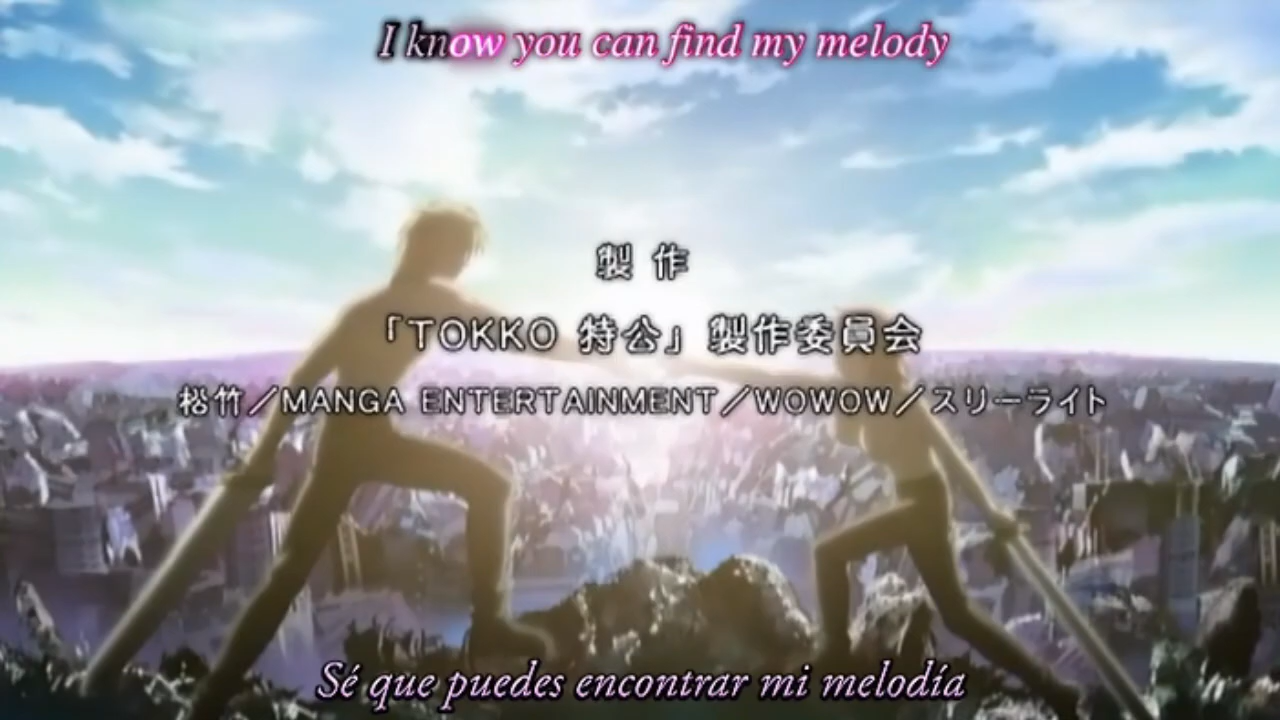 I know you can find my melody
製 作
「TOKKO 特公」製作委員会
松竹／MANGA ENTERTAINMENT／WOWOW／スリーライト
Sé que puedes encontrar mi melodía